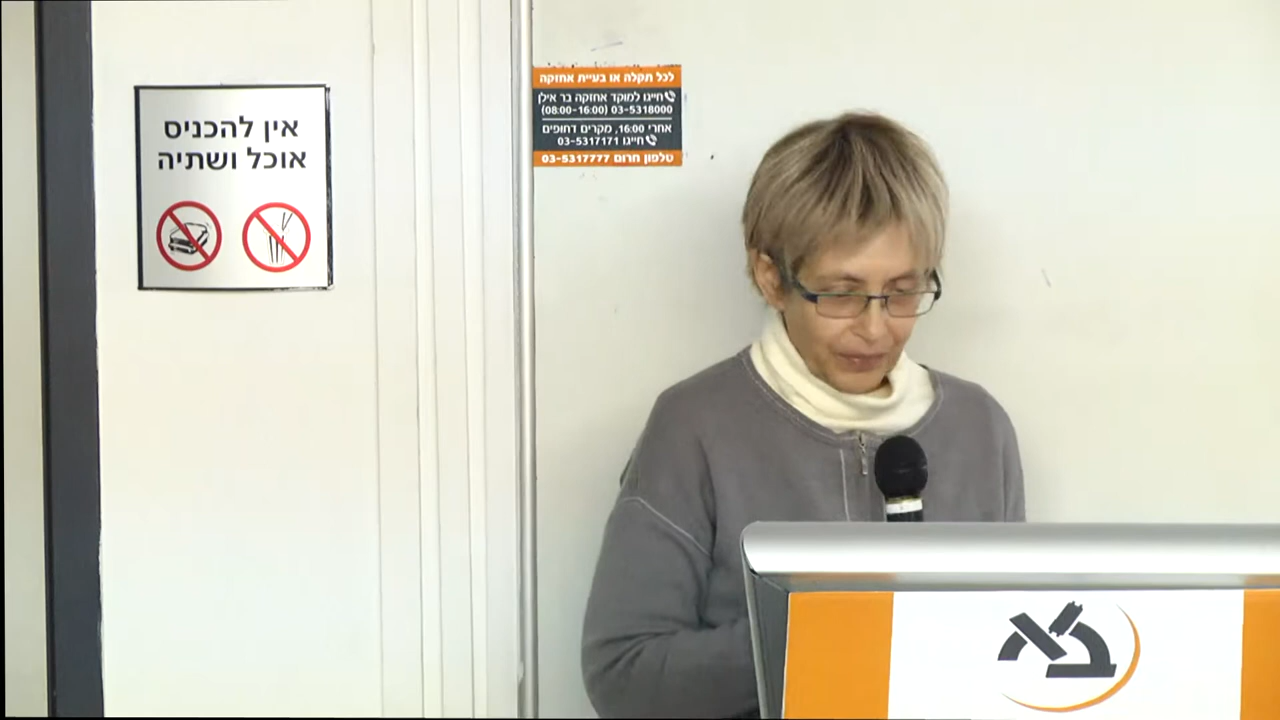 אין להכניס
אוכל ושתיה
לכל תקלה או בעיית אחזקה
חייגו למוקד אחזקה בר אילן
03-5318000 (08:00-16:00)
אחרי 16:00, מקרים דחופים
חייגו 03-5317171
טלפון חרום 03-5317777
בא